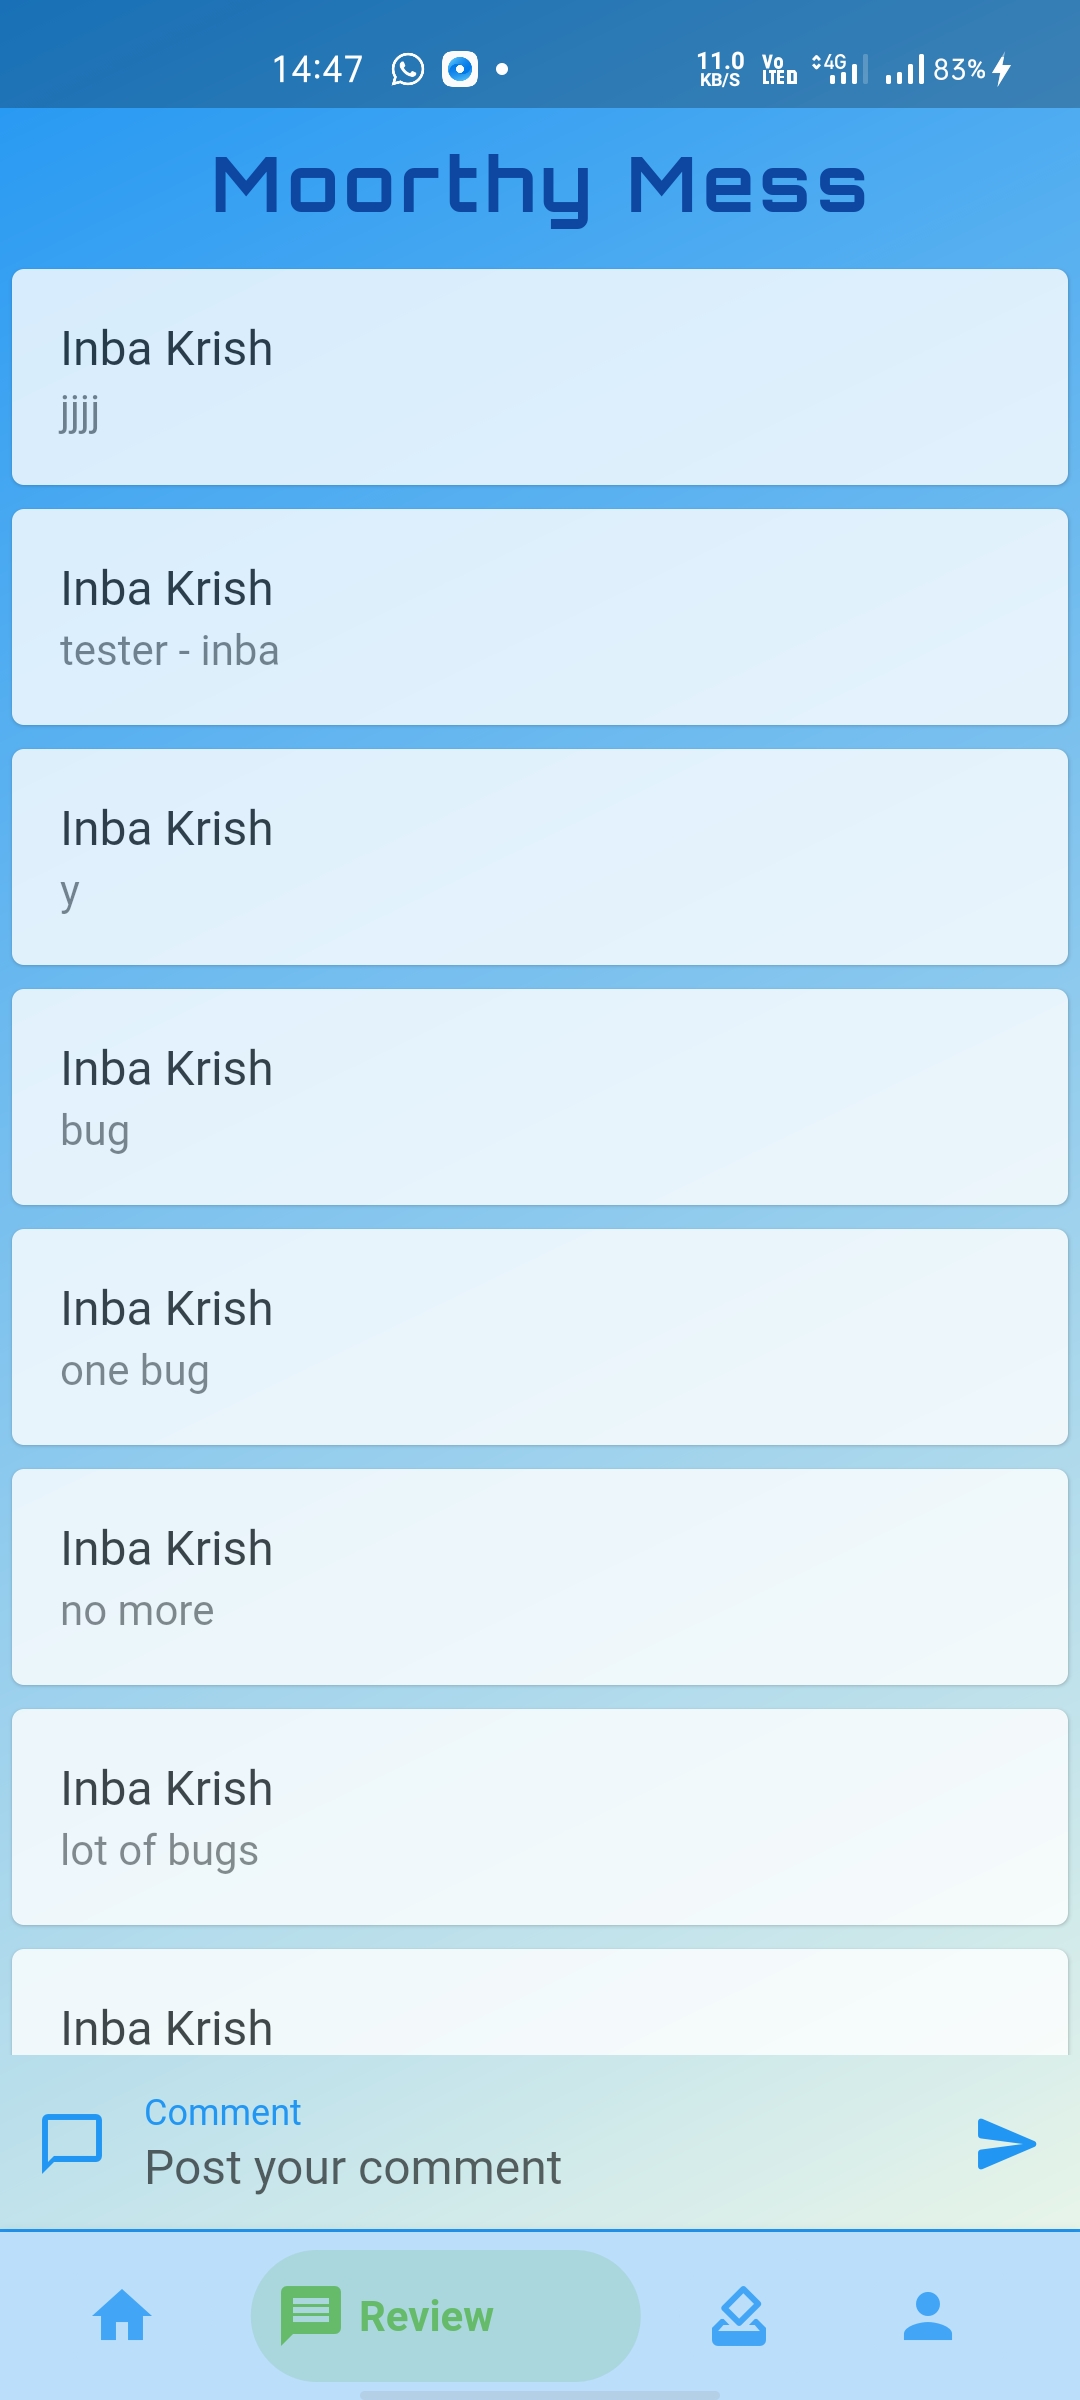 14:47 11.0 KB/S Vo LTE 4G 83%
Moorthy Mess
Inba Krish
jjjj
Inba Krish
tester - inba
Inba Krish
y
Inba Krish
bug
Inba Krish
one bug
Inba Krish
no more
Inba Krish
lot of bugs
Inba Krish
Comment
Post your comment
Review